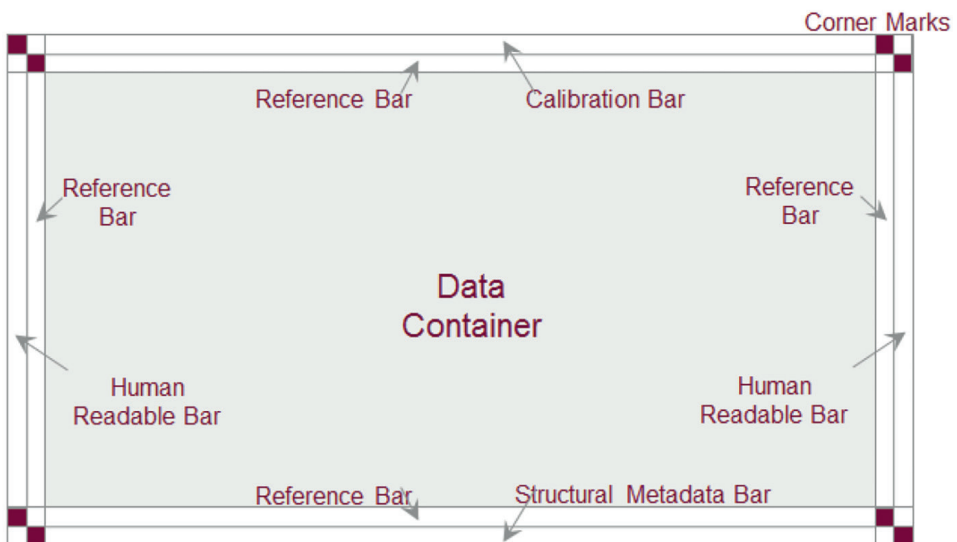 Corner Marks
Reference Bar
Calibration Bar
Reference
Bar
Reference
Bar
Data
Container
Human
Readable Bar
Human
Readable Bar
Reference Bar
Structural Metadata Bar